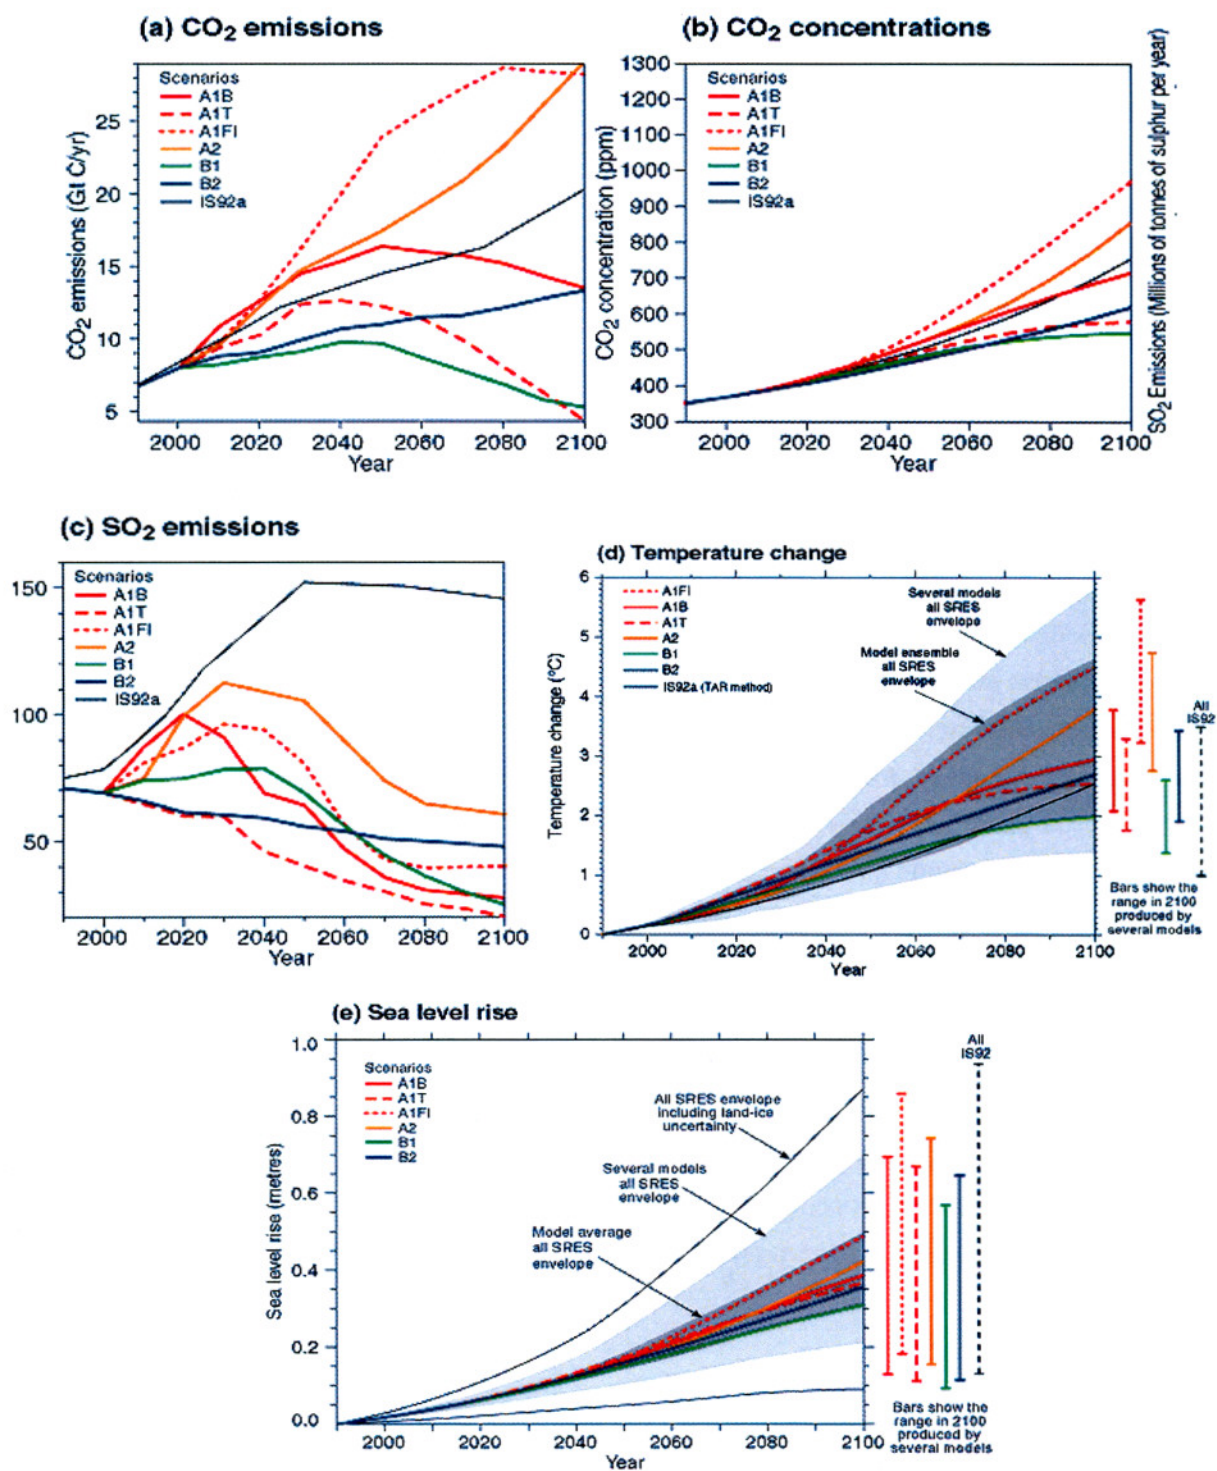 (a) CO2 emissions
Scenarios
A1B
A1T
A1FI
A2
B1
B2
IS92a
CO2 emissions (Gt C/yr)
25
20
15
10
5
2000 2020 2040 2060 2080 2100
Year
(b) CO2 concentrations
Scenarios
A1B
A1T
A1FI
A2
B1
B2
IS92a
CO2 concentration (ppm)
1300
1200
1100
1000
900
800
700
600
500
400
300
2000 2020 2040 2060 2080 2100
Year
SO2 Emissions (Millions of tonnes of sulphur per year)
(c) SO2 emissions
Scenarios
A1B
A1T
A1FI
A2
B1
B2
IS92a
150
100
50
2000 2020 2040 2060 2080 2100
Year
(d) Temperature change
A1FI
A1B
A1T
A2
B1
B2
IS92a (TAR method)
Several models
all SRES
envelope
Model ensemble
all SRES
envelope
Temperature change (°C)
6
5
4
3
2
1
0
2000 2020 2040 2060 2080 2100
Year
All
IS92
Bars show the
range in 2100
produced by
several models
(e) Sea level rise
Scenarios
A1B
A1T
A1FI
A2
B1
B2
All SRES envelope
including land-ice
uncertainty
Several models
all SRES
envelope
Model average
all SRES
envelope
Sea level rise (metres)
1.0
0.8
0.6
0.4
0.2
0.0
2000 2020 2040 2060 2080 2100
Year
All
IS92
Bars show the
range in 2100
produced by
several models